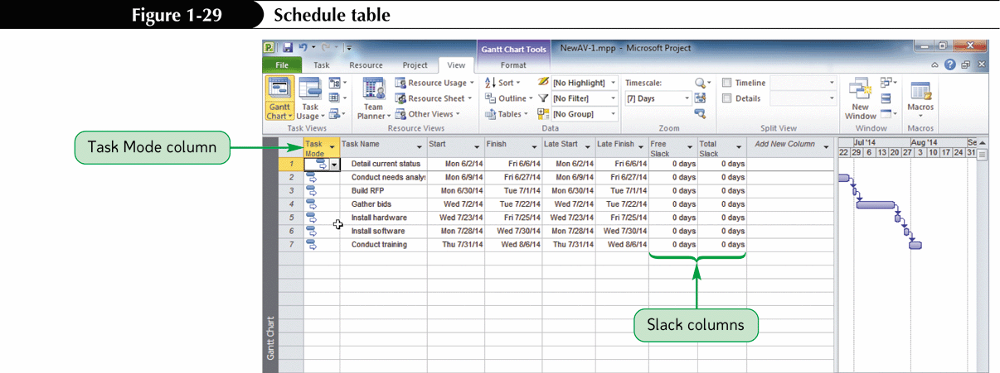 Figure 1-29 Schedule table
Gantt Chart Tools NewAV-1.mpp - Microsoft Project
File Task Resource Project View Format
Gantt Chart Task Usage Team Planner Resource Usage Resource Sheet Other Views Sort Outline Tables [No Highlight] [No Filter] [No Group] Timescale: [7] Days Timeline Details New Window Macros
Task Views Resource Views Data Zoom Split View Window Macros
Task Mode column
Task Mode Task Name Start Finish Late Start Late Finish Free Slack Total Slack Add New Column Jul '14 Aug '14 Se
22 29 6 13 20 27 3 10 17 24 31
1 Detail current status Mon 6/2/14 Fri 6/6/14 Mon 6/2/14 Fri 6/6/14 0 days 0 days
2 Conduct needs analys Mon 6/9/14 Fri 6/27/14 Mon 6/9/14 Fri 6/27/14 0 days 0 days
3 Build RFP Mon 6/30/14 Tue 7/1/14 Mon 6/30/14 Tue 7/1/14 0 days 0 days
4 Gather bids Wed 7/2/14 Tue 7/22/14 Wed 7/2/14 Tue 7/22/14 0 days 0 days
5 Install hardware Wed 7/23/14 Fri 7/25/14 Wed 7/23/14 Fri 7/25/14 0 days 0 days
6 Install software Mon 7/28/14 Wed 7/30/14 Mon 7/28/14 Wed 7/30/14 0 days 0 days
7 Conduct training Thu 7/31/14 Wed 8/6/14 Thu 7/31/14 Wed 8/6/14 0 days 0 days
Slack columns
Gantt Chart